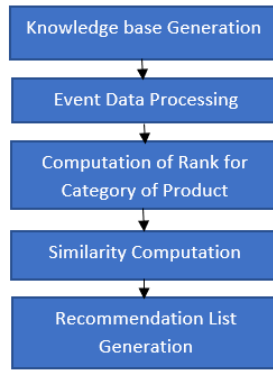 Knowledge base Generation
Event Data Processing
Computation of Rank for
Category of Product
Similarity Computation
Recommendation List
Generation